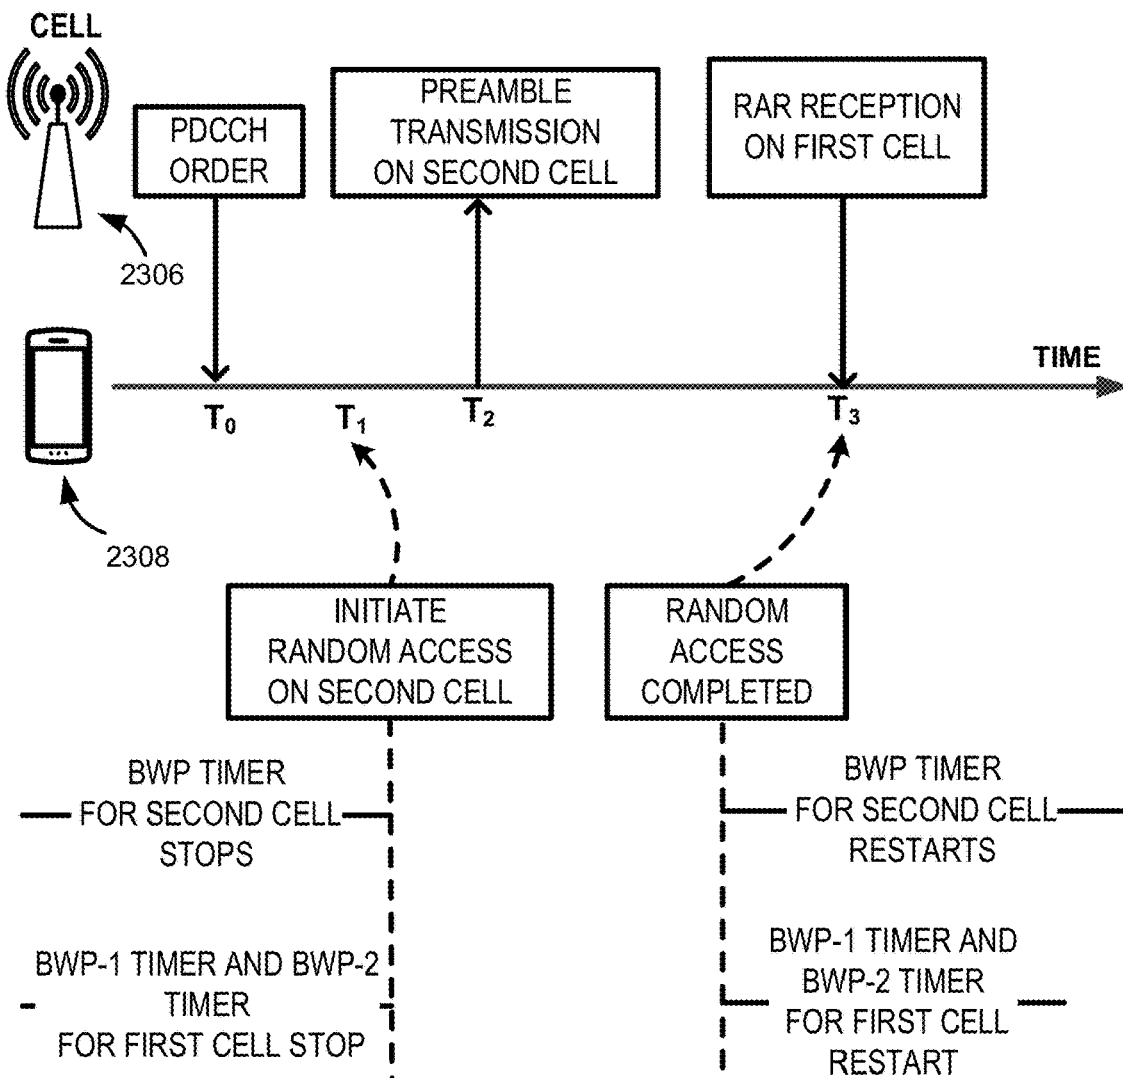 CELL
PDCCH
ORDER
PREAMBLE
TRANSMISSION
ON SECOND CELL
RAR RECEPTION
ON FIRST CELL
2306
TIME
T0
T1
T2
T3
2308
INITIATE
RANDOM ACCESS
ON SECOND CELL
RANDOM
ACCESS
COMPLETED
BWP TIMER
FOR SECOND CELL
STOPS
BWP TIMER
FOR SECOND CELL
RESTARTS
BWP-1 TIMER AND BWP-2
TIMER
FOR FIRST CELL STOP
BWP-1 TIMER AND
BWP-2 TIMER
FOR FIRST CELL
RESTART